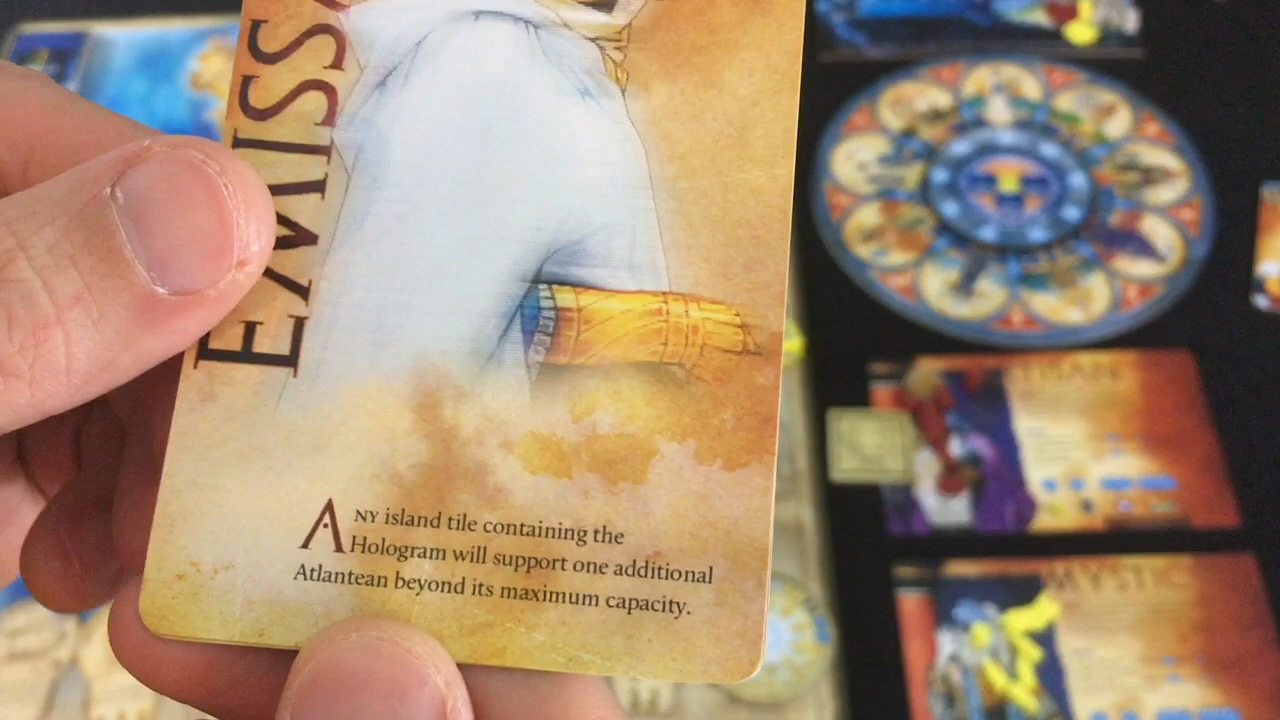 EMISS
ANY island tile containing the
Hologram will support one additional
Atlantean beyond its maximum capacity.
MYSTIC